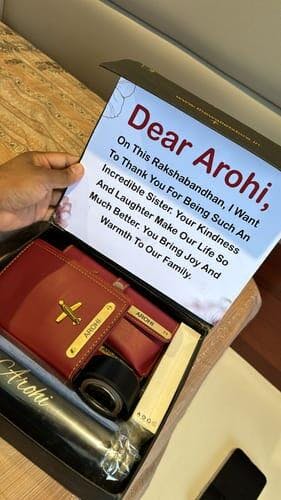 Dear Arohi,
On This Rakshabandhan, I Want
To Thank You For Being Such An
Incredible Sister. Your Kindness
And Laughter Make Our Life So
Much Better. You Bring Joy And
Warmth To Our Family.
AROHI
AROHI
Arohi